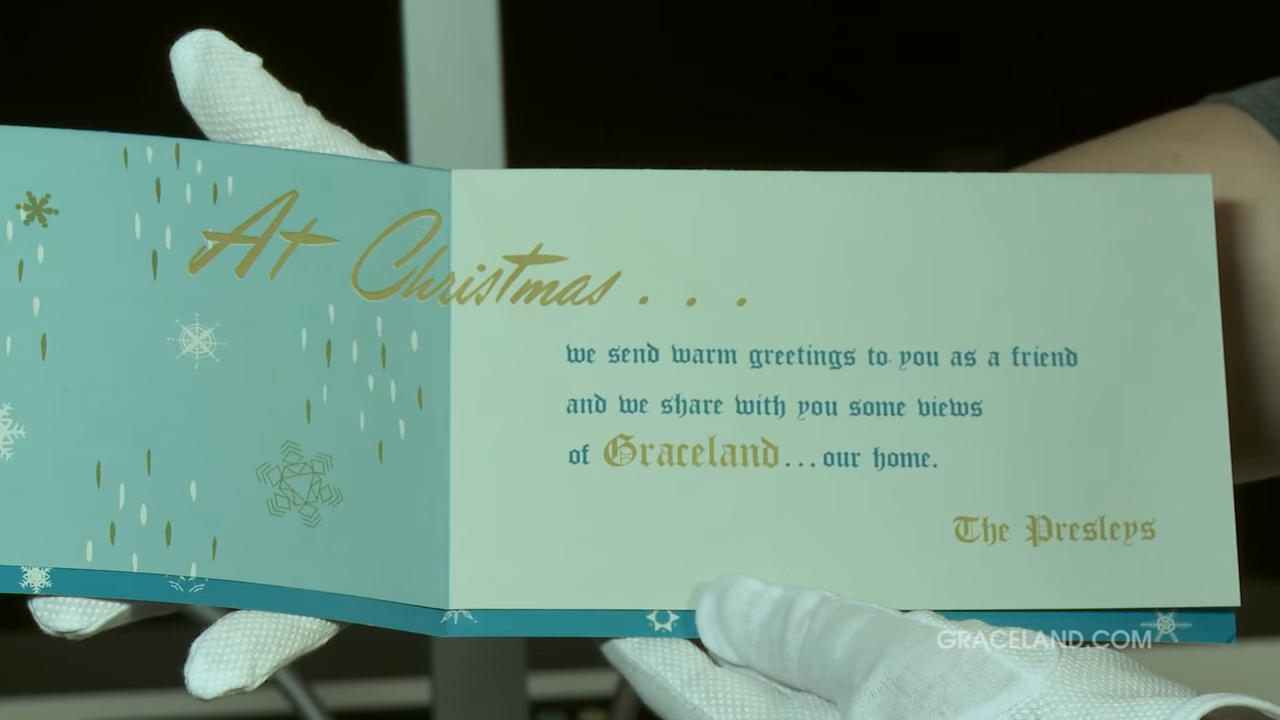 At Christmas . . .
we send warm greetings to you as a friend
and we share with you some views
of Graceland...our home.
The Presleys
GRACELAND.COM